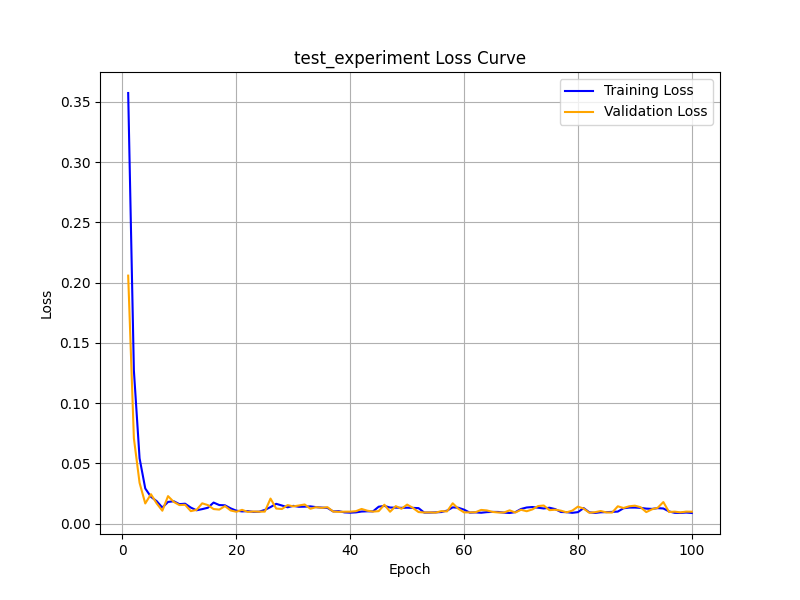 test_experiment Loss Curve
Training Loss
Validation Loss
0.35
0.30
0.25
0.20
0.15
0.10
0.05
0.00
Loss
0 20 40 60 80 100
Epoch